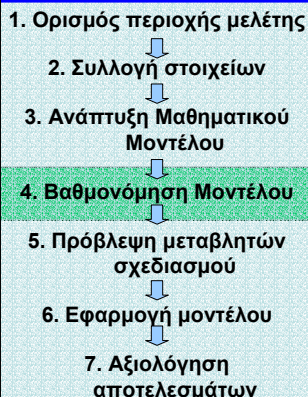 1. Ορισμός περιοχής μελέτης
2. Συλλογή στοιχείων
3. Ανάπτυξη Μαθηματικού
Μοντέλου
4. Βαθμονόμηση Μοντέλου
5. Πρόβλεψη μεταβλητών
σχεδιασμού
6. Εφαρμογή μοντέλου
7. Αξιολόγηση
αποτελεσμάτων